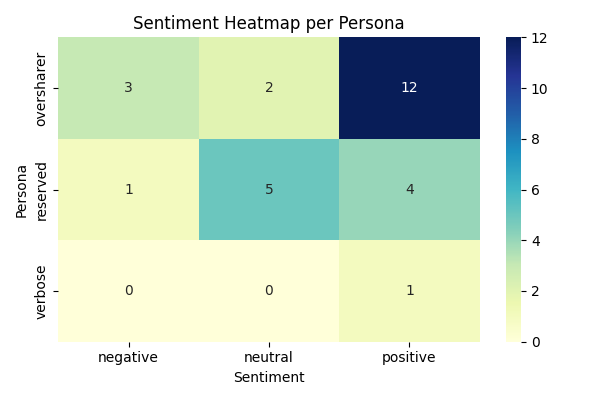 Sentiment Heatmap per Persona
12
10
8
6
4
2
0
Persona
oversharer
3 2 12
reserved
1 5 4
verbose
0 0 1
negative neutral positive
Sentiment